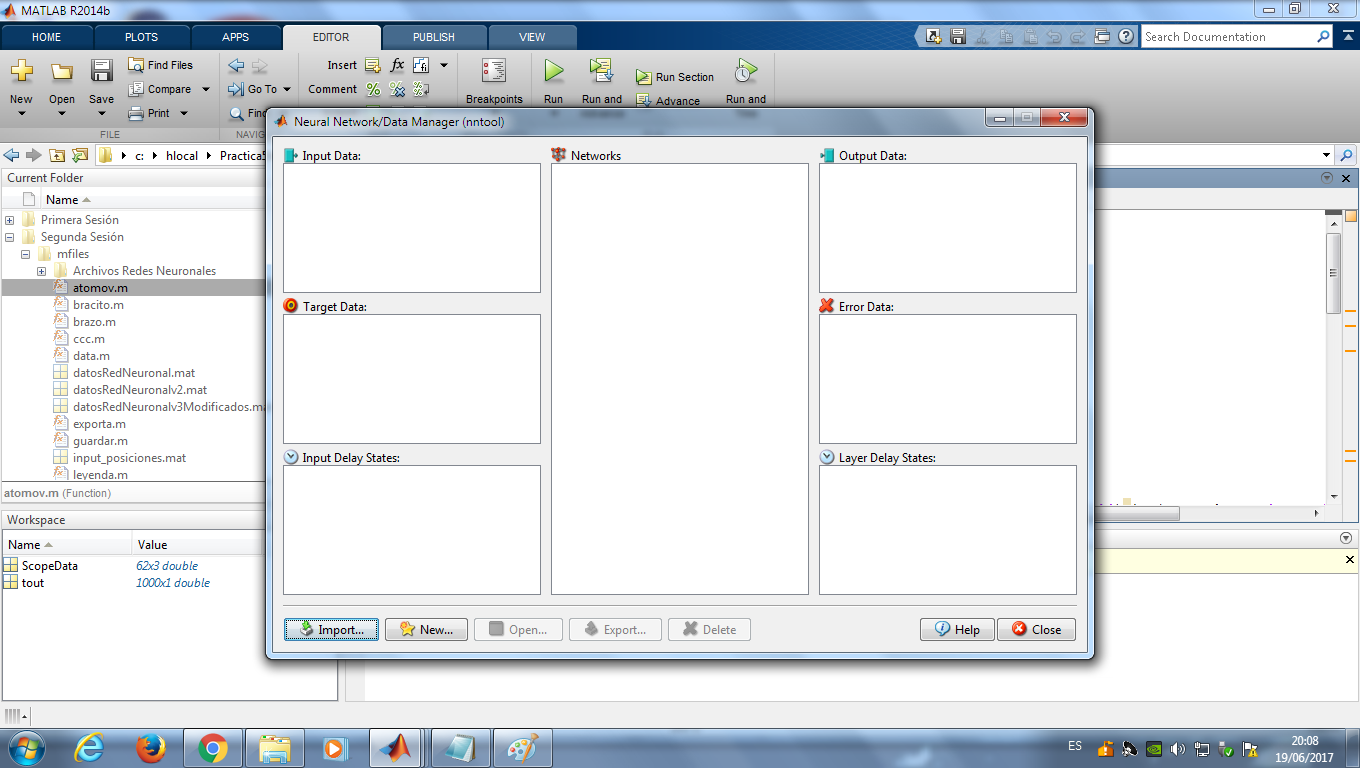 MATLAB R2014b
HOME PLOTS APPS EDITOR PUBLISH VIEW
Search Documentation
New Open Save
Find Files
Compare
Print
FILE
Go To
Insert fx
Comment
Breakpoints
Run
Run and
Run Section
Advance
Run and
c: hlocal
Current Folder
Name
Primera Sesión
Segunda Sesión
mfiles
Archivos Redes Neuronales
atomov.m
bracito.m
brazo.m
ccc.m
data.m
datosRedNeuronal.mat
datosRedNeuronalv2.mat
exporta.m
guardar.m
input_posiciones.mat
leyenda.m
atomov.m (Function)
Workspace
Name Value
ScopeData 62x3 double
tout 1000x1 double
Neural Network/Data Manager (nntool)
Input Data:
Networks
Output Data:
Target Data:
Error Data:
Input Delay States:
Layer Delay States:
Import... New... Open... Export... Delete Help Close
ES
20:08
19/06/2017